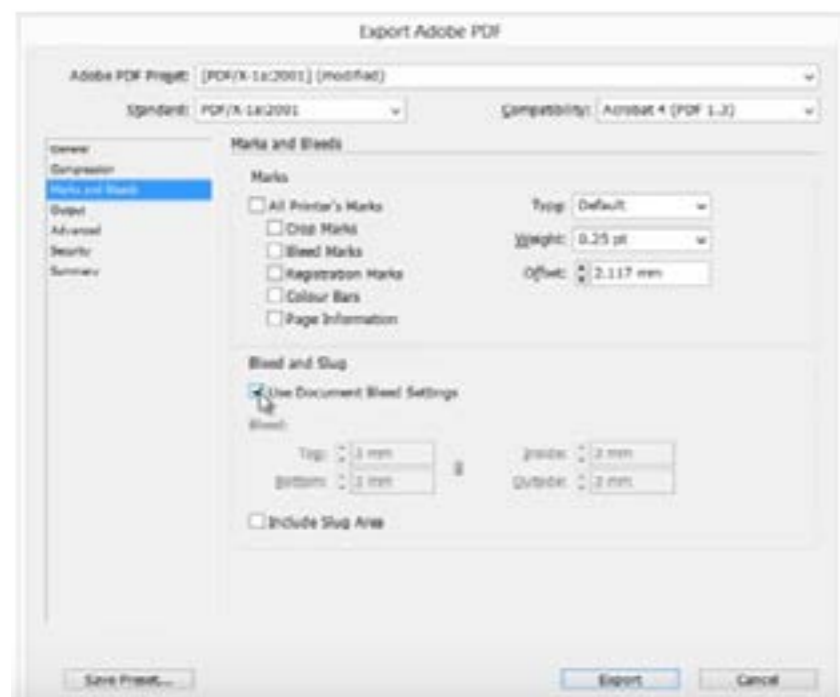 Export Adobe PDF
Adobe PDF Preset: [PDF/X-1a:2001] (modified)
Standard: PDF/X-1a:2001 Compatibility: Acrobat 4 (PDF 1.3)
General
Compression
Marks and Bleeds
Output
Advanced
Security
Summary
Marks and Bleeds
Marks
All Printer's Marks
Crop Marks
Bleed Marks
Registration Marks
Colour Bars
Page Information
Type: Default
Weight: 0.25 pt
Offset: 2.117 mm
Bleed and Slug
Use Document Bleed Settings
Bleed:
Top: 3 mm Inside: 3 mm
Bottom: 3 mm Outside: 3 mm
Include Slug Area
Save Preset... Export Cancel